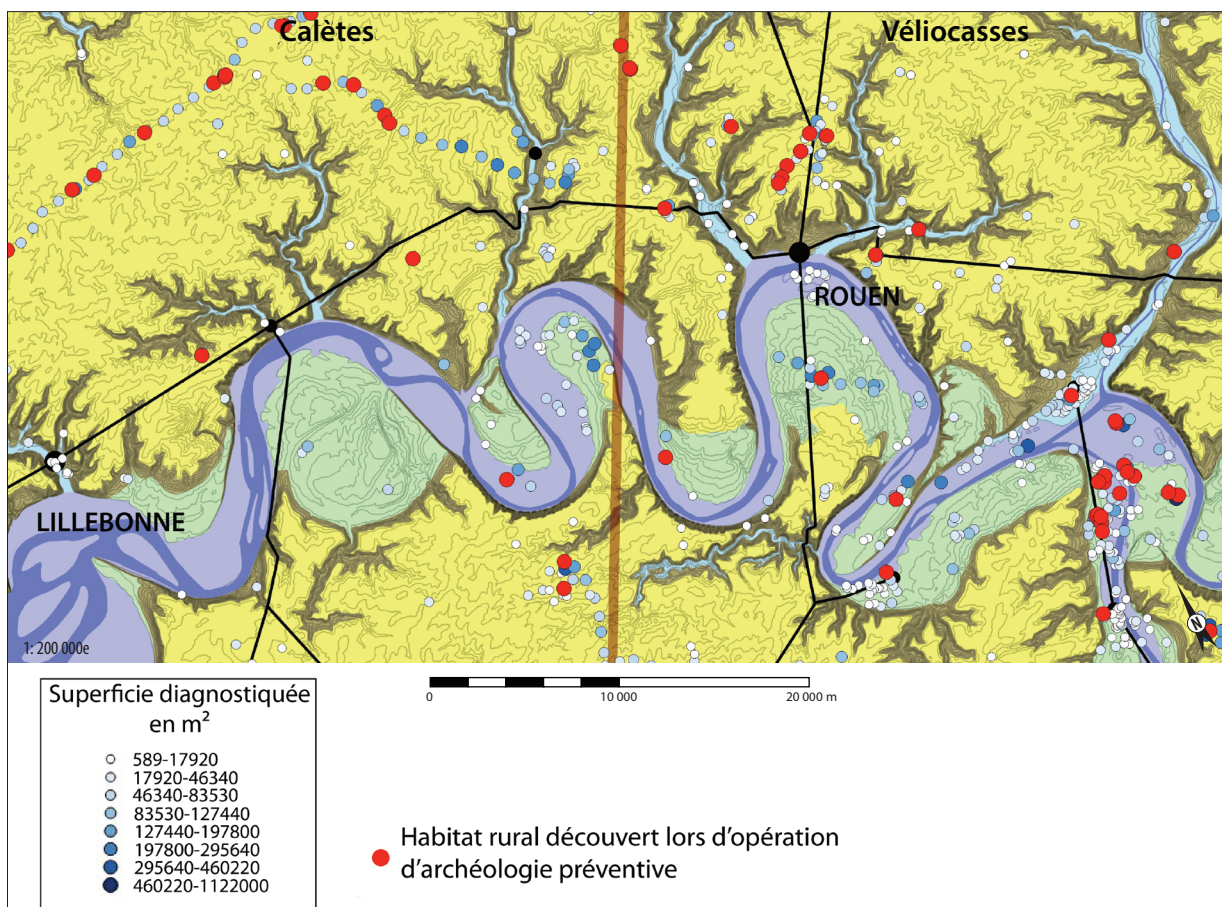 Calètes
Véliocasses
ROUEN
LILLEBONNE
N
1: 200 000e
0
10 000
20 000 m
Superficie diagnostiquée
en m²
589-17920
17920-46340
46340-83530
83530-127440
127440-197800
197800-295640
295640-460220
460220-1122000
Habitat rural découvert lors d'opération
d'archéologie préventive